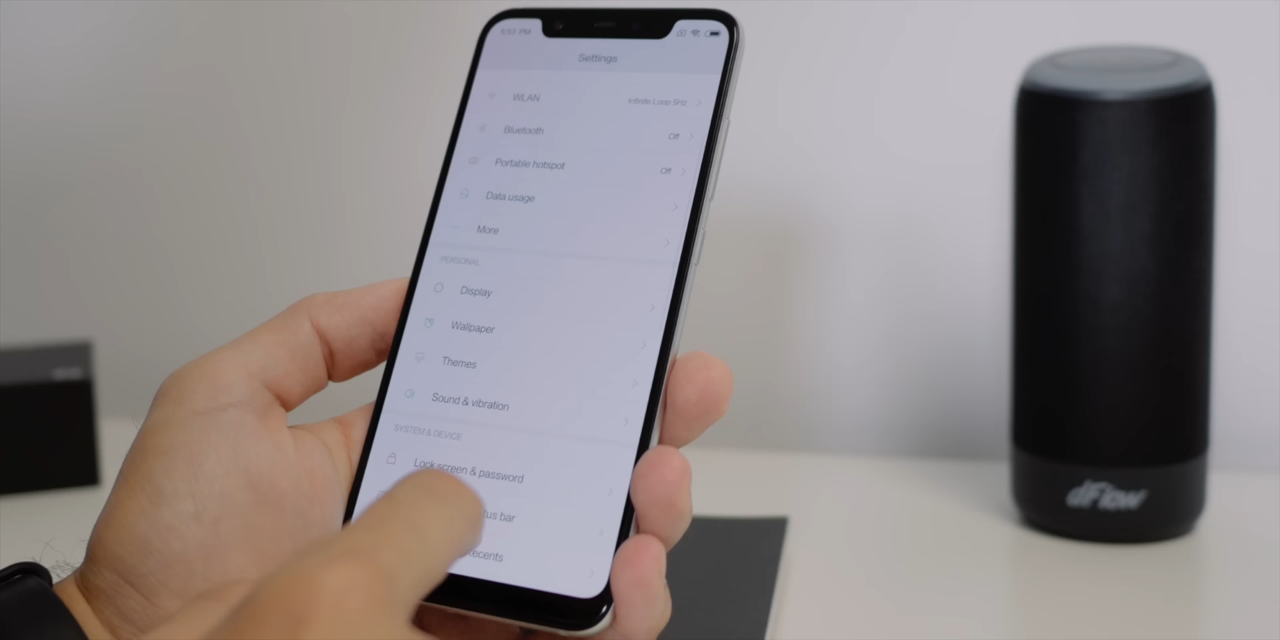 Settings
WLAN
Infinite Loop 5Hz
Bluetooth
Off
Portable hotspot
Off
Data usage
More
PERSONAL
Display
Wallpaper
Themes
Sound & vibration
SYSTEM & DEVICE
Lock screen & password
bar
dFlow